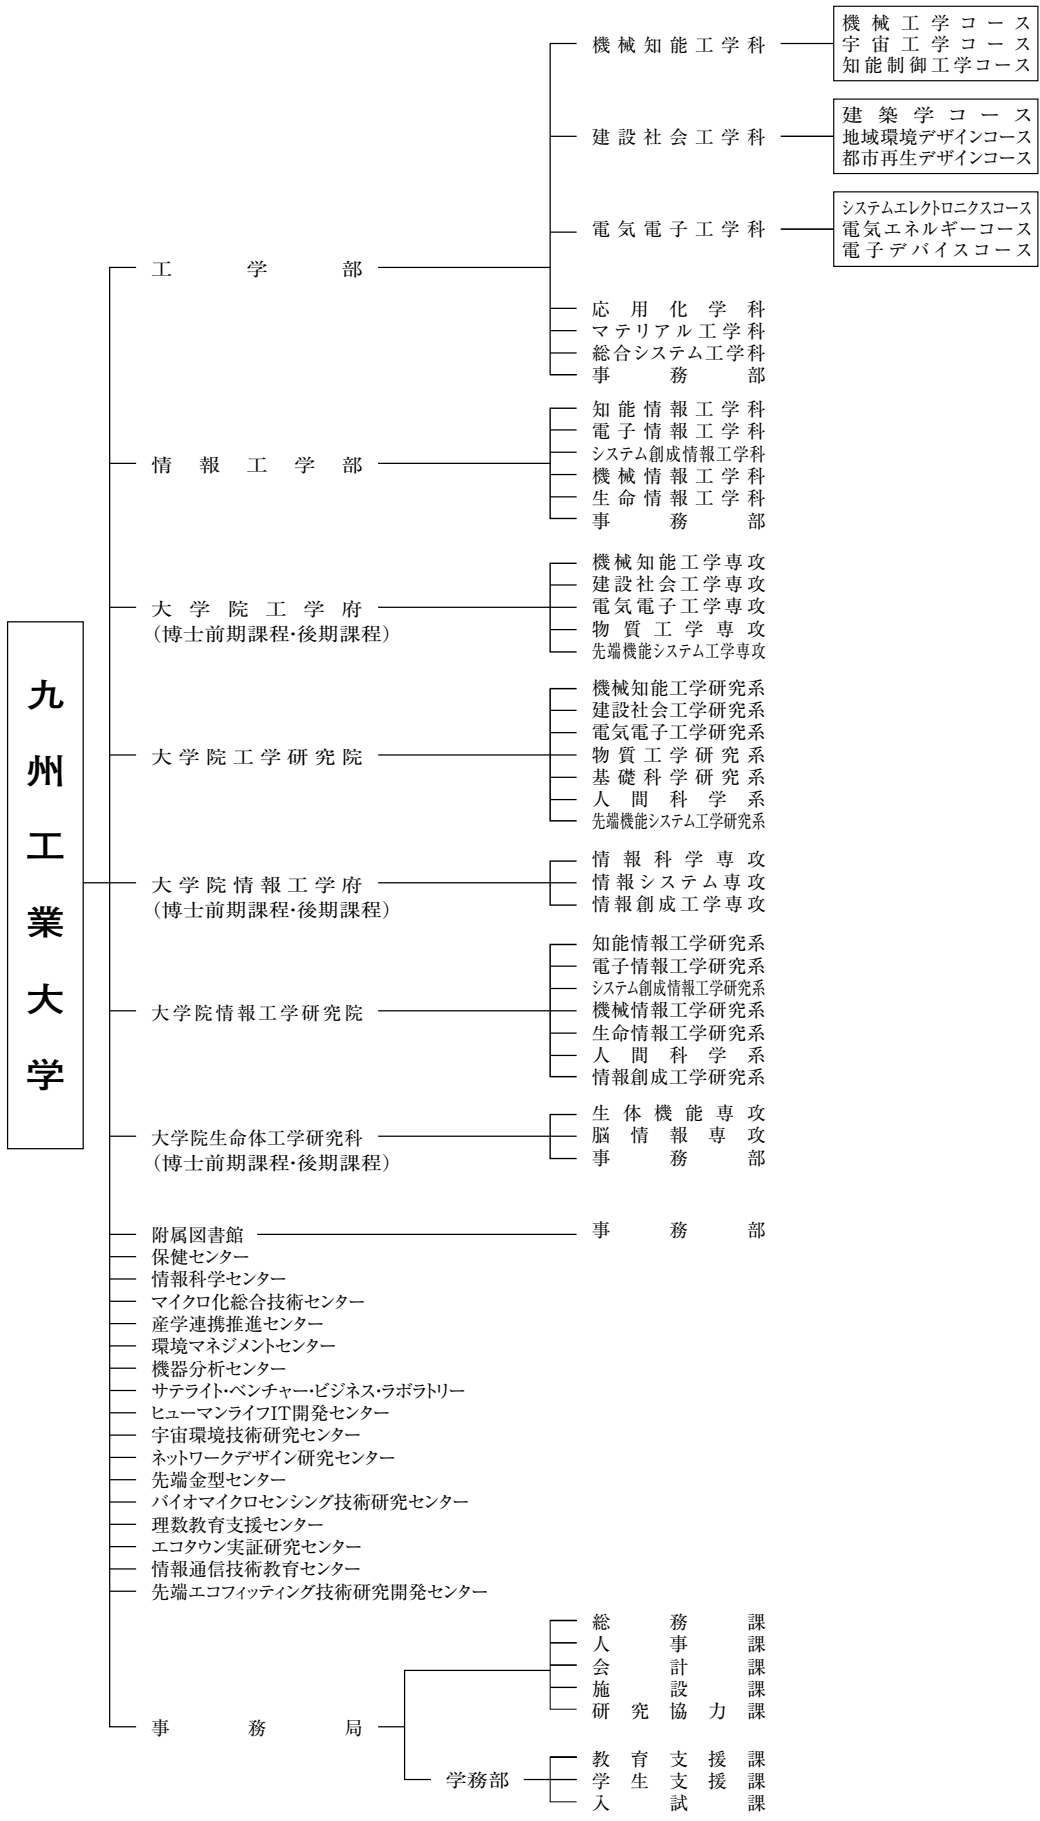 九州工業大学
工学部
機械知能工学科
機械工学コース
宇宙工学コース
知能制御工学コース
建設社会工学科
建築学コース
地域環境デザインコース
都市再生デザインコース
電気電子工学科
システムエレクトロニクスコース
電気エネルギーコース
電子デバイスコース
応用化学科
マテリアル工学科
総合システム工学科
事務部
情報工学部
知能情報工学科
電子情報工学科
システム創成情報工学科
機械情報工学科
生命情報工学科
事務部
大学院工学府
(博士前期課程・後期課程)
機械知能工学専攻
建設社会工学専攻
電気電子工学専攻
物質工学専攻
先端機能システム工学専攻
大学院工学研究院
機械知能工学研究系
建設社会工学研究系
電気電子工学研究系
物質工学研究系
基礎科学研究系
人間科学系
先端機能システム工学研究系
大学院情報工学府
(博士前期課程・後期課程)
情報科学専攻
情報システム専攻
情報創成工学専攻
大学院情報工学研究院
知能情報工学研究系
電子情報工学研究系
システム創成情報工学研究系
機械情報工学研究系
生命情報工学研究系
人間科学系
情報創成工学研究系
大学院生命体工学研究科
(博士前期課程・後期課程)
生体機能専攻
脳情報専攻
事務部
附属図書館
事務部
保健センター
情報科学センター
マイクロ化総合技術センター
産学連携推進センター
環境マネジメントセンター
機器分析センター
サテライト・ベンチャー・ビジネス・ラボラトリー
ヒューマンライフIT開発センター
宇宙環境技術研究センター
ネットワークデザイン研究センター
先端金型センター
バイオマイクロセンシング技術研究センター
理数教育支援センター
エコタウン実証研究センター
情報通信技術教育センター
先端エコフィッティング技術研究開発センター
事務局
総務課
人事課
会計課
施設課
研究協力課
学務部
教育支援課
学生支援課
入試課